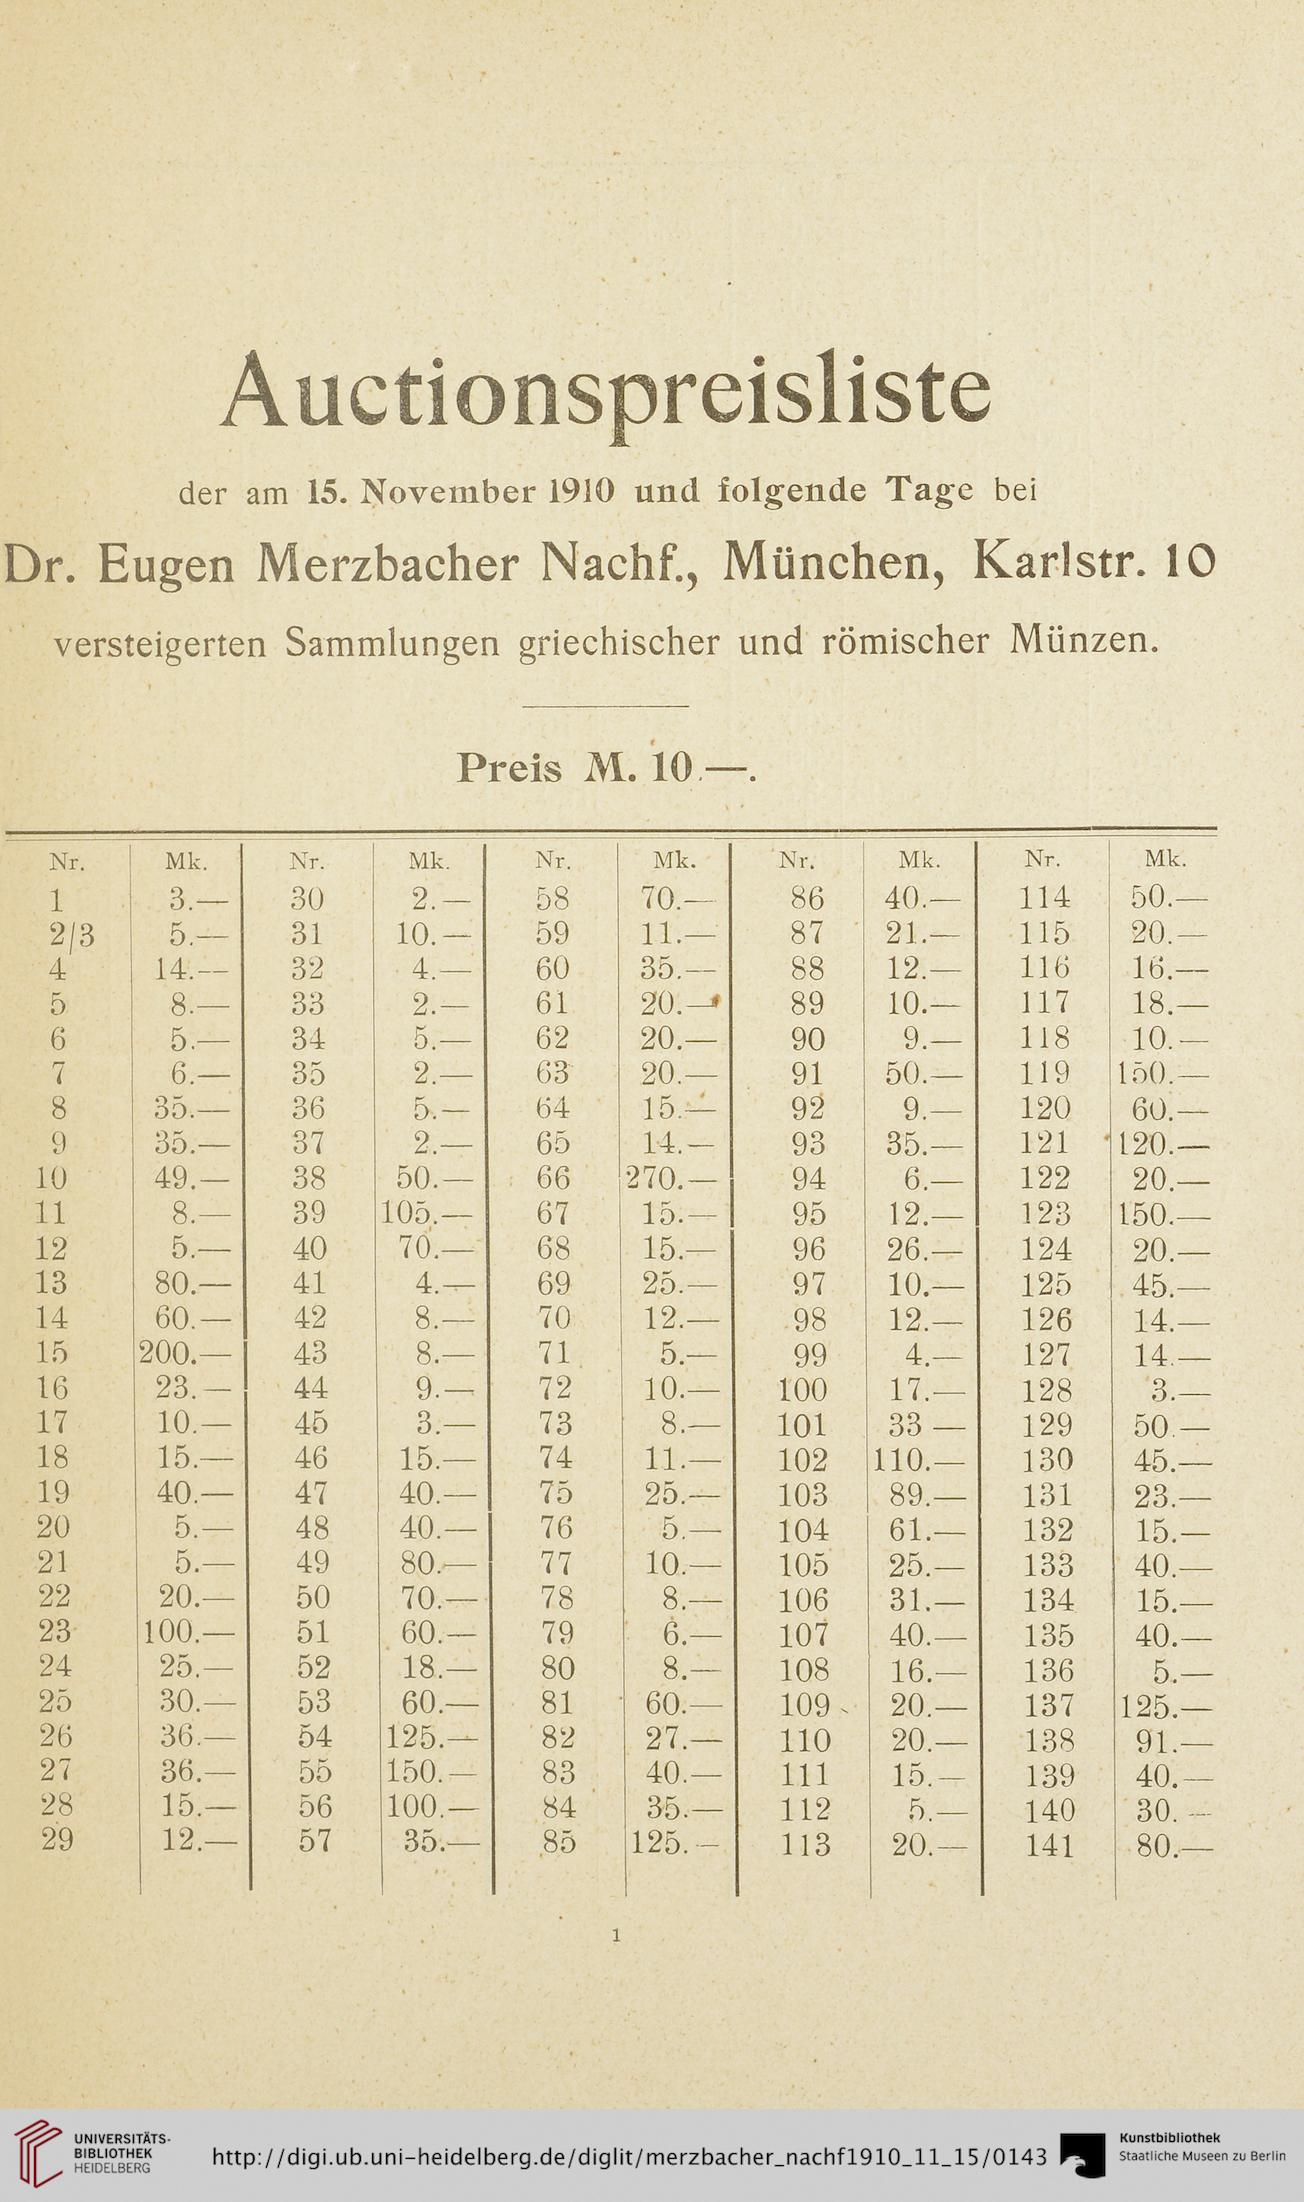 Auctionspreisliste
der am 15. November 1910 und folgende Tage bei
Dr. Eugen Merzbacher Nachf., München, Karlstr. 10
versteigerten Sammlungen griechischer und römischer Münzen.
Preis M. 10.—.
Nr. Mk. Nr. Mk. Nr. Mk. Nr. Mk. Nr. Mk.
1 3.— 30 2.— 58 70.— 86 40.— 114 50.—
2/3 5.— 31 10.— 59 11.— 87 21.— 115 20.—
4 14.— 32 4.— 60 35.— 88 12.— 116 16.—
5 8.— 33 2.— 61 20.— 89 10.— 117 18.—
6 5.— 34 5.— 62 20.— 90 9.— 118 10.—
7 6.— 35 2.— 63 20.— 91 50.— 119 150.—
8 35.— 36 5.— 64 15.— 92 9.— 120 60.—
9 35.— 37 2.— 65 14.— 93 35.— 121 120.—
10 49.— 38 50.— 66 270.— 94 6.— 122 20.—
11 8.— 39 105.— 67 15.— 95 12.— 123 150.—
12 5.— 40 70.— 68 15.— 96 26.— 124 20.—
13 80.— 41 4.— 69 25.— 97 10.— 125 45.—
14 60.— 42 8.— 70 12.— 98 12.— 126 14.—
15 200.— 43 8.— 71 5.— 99 4.— 127 14.—
16 23.— 44 9.— 72 10.— 100 17.— 128 3.—
17 10.— 45 3.— 73 8.— 101 33 — 129 50.—
18 15.— 46 15.— 74 11.— 102 110.— 130 45.—
19 40.— 47 40.— 75 25.— 103 89.— 131 23.—
20 5.— 48 40.— 76 5.— 104 61.— 132 15.—
21 5.— 49 80.— 77 10.— 105 25.— 133 40.—
22 20.— 50 70.— 78 8.— 106 31.— 134 15.—
23 100.— 51 60.— 79 6.— 107 40.— 135 40.—
24 25.— 52 18.— 80 8.— 108 16.— 136 5.—
25 30.— 53 60.— 81 60.— 109 20.— 137 125.—
26 36.— 54 125.— 82 27.— 110 20.— 138 91.—
27 36.— 55 150.— 83 40.— 111 15.— 139 40.—
28 15.— 56 100.— 84 35.— 112 5.— 140 30.—
29 12.— 57 35.— 85 125.— 113 20.— 141 80.—
1
UNIVERSITÄTS-
BIBLIOTHEK
HEIDELBERG
http://digi.ub.uni-heidelberg.de/diglit/merzbacher_nachf1910_11_15/0143
Kunstbibliothek
Staatliche Museen zu Berlin